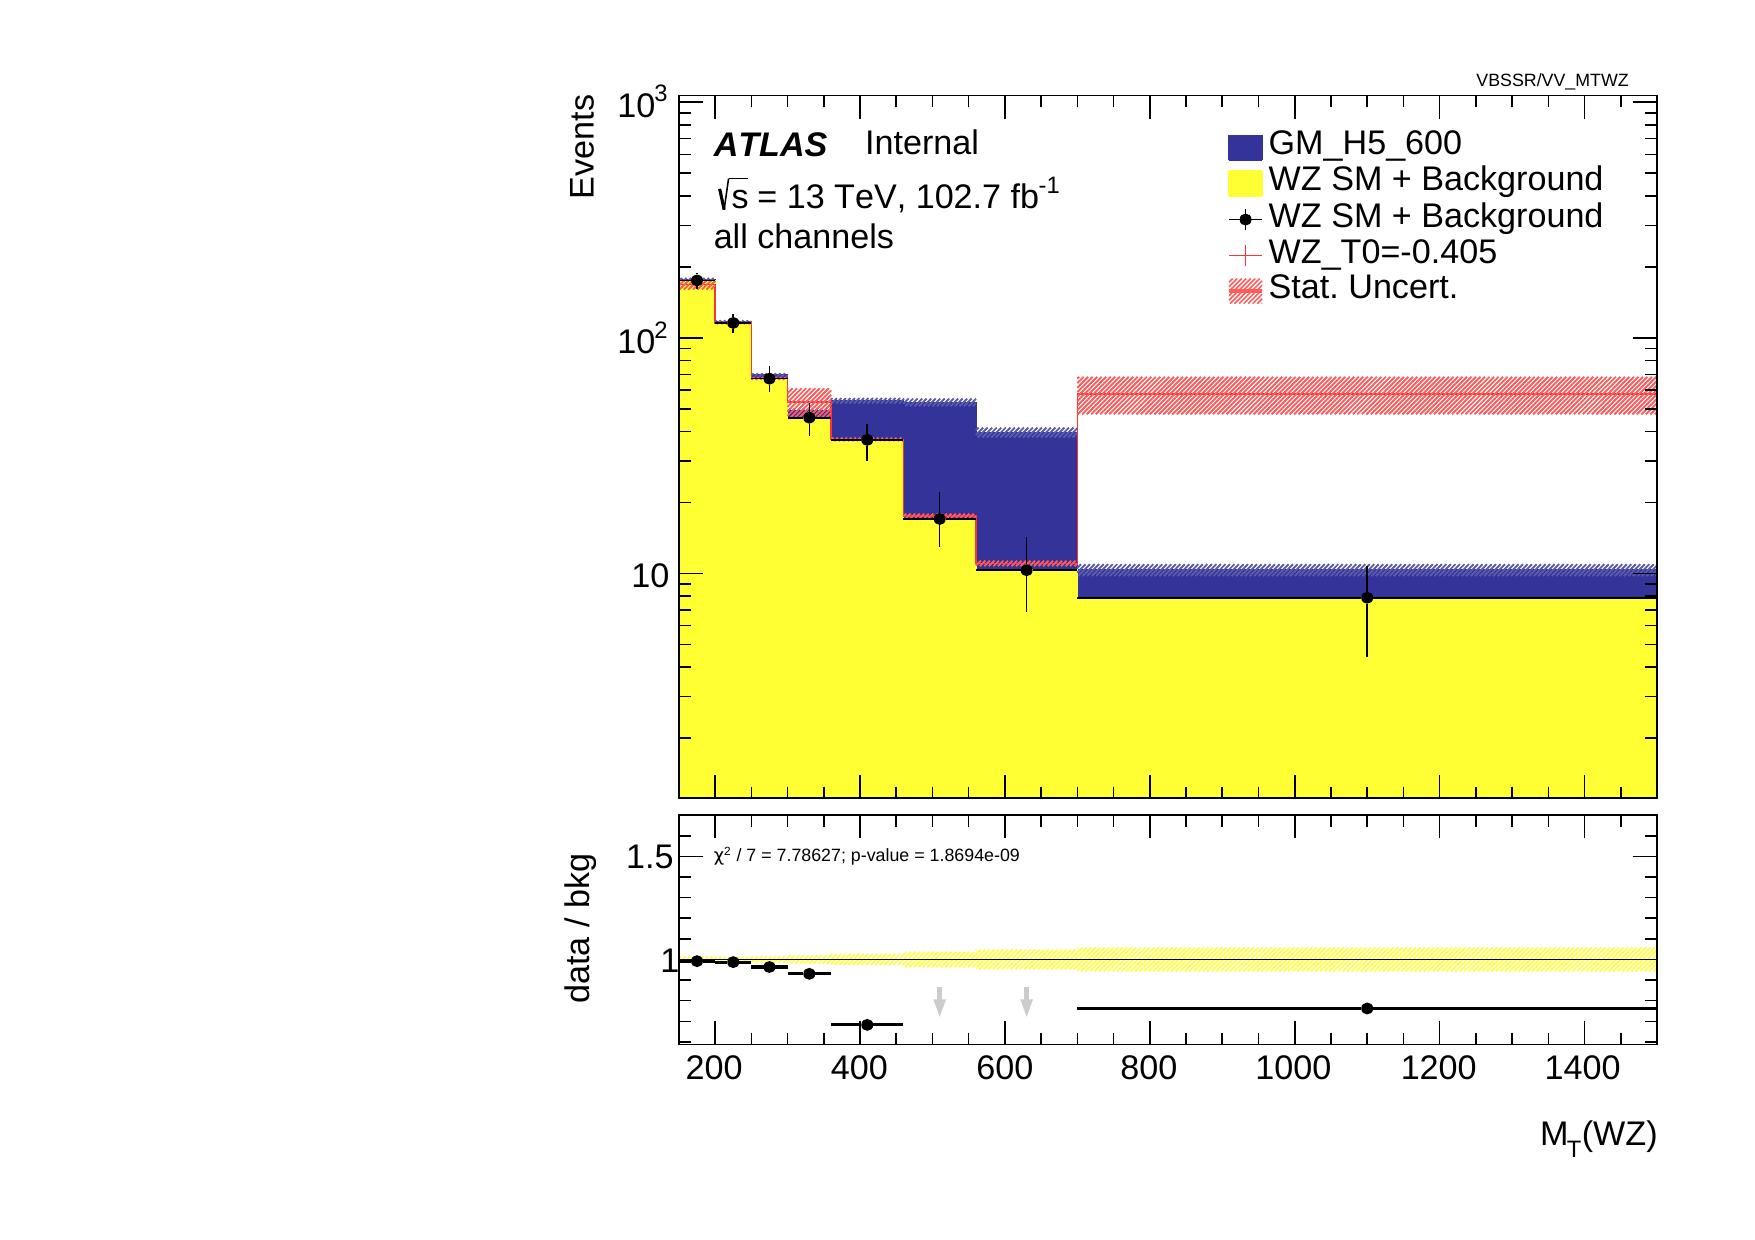 VBSSR/VV_MTWZ
Events
10³
10²
10
ATLAS Internal
√s = 13 TeV, 102.7 fb⁻¹
all channels
GM_H5_600
WZ SM + Background
WZ SM + Background
WZ_T0=-0.405
Stat. Uncert.
data / bkg
1.5
1
χ² / 7 = 7.78627; p-value = 1.8694e-09
200 400 600 800 1000 1200 1400
M_T(WZ)